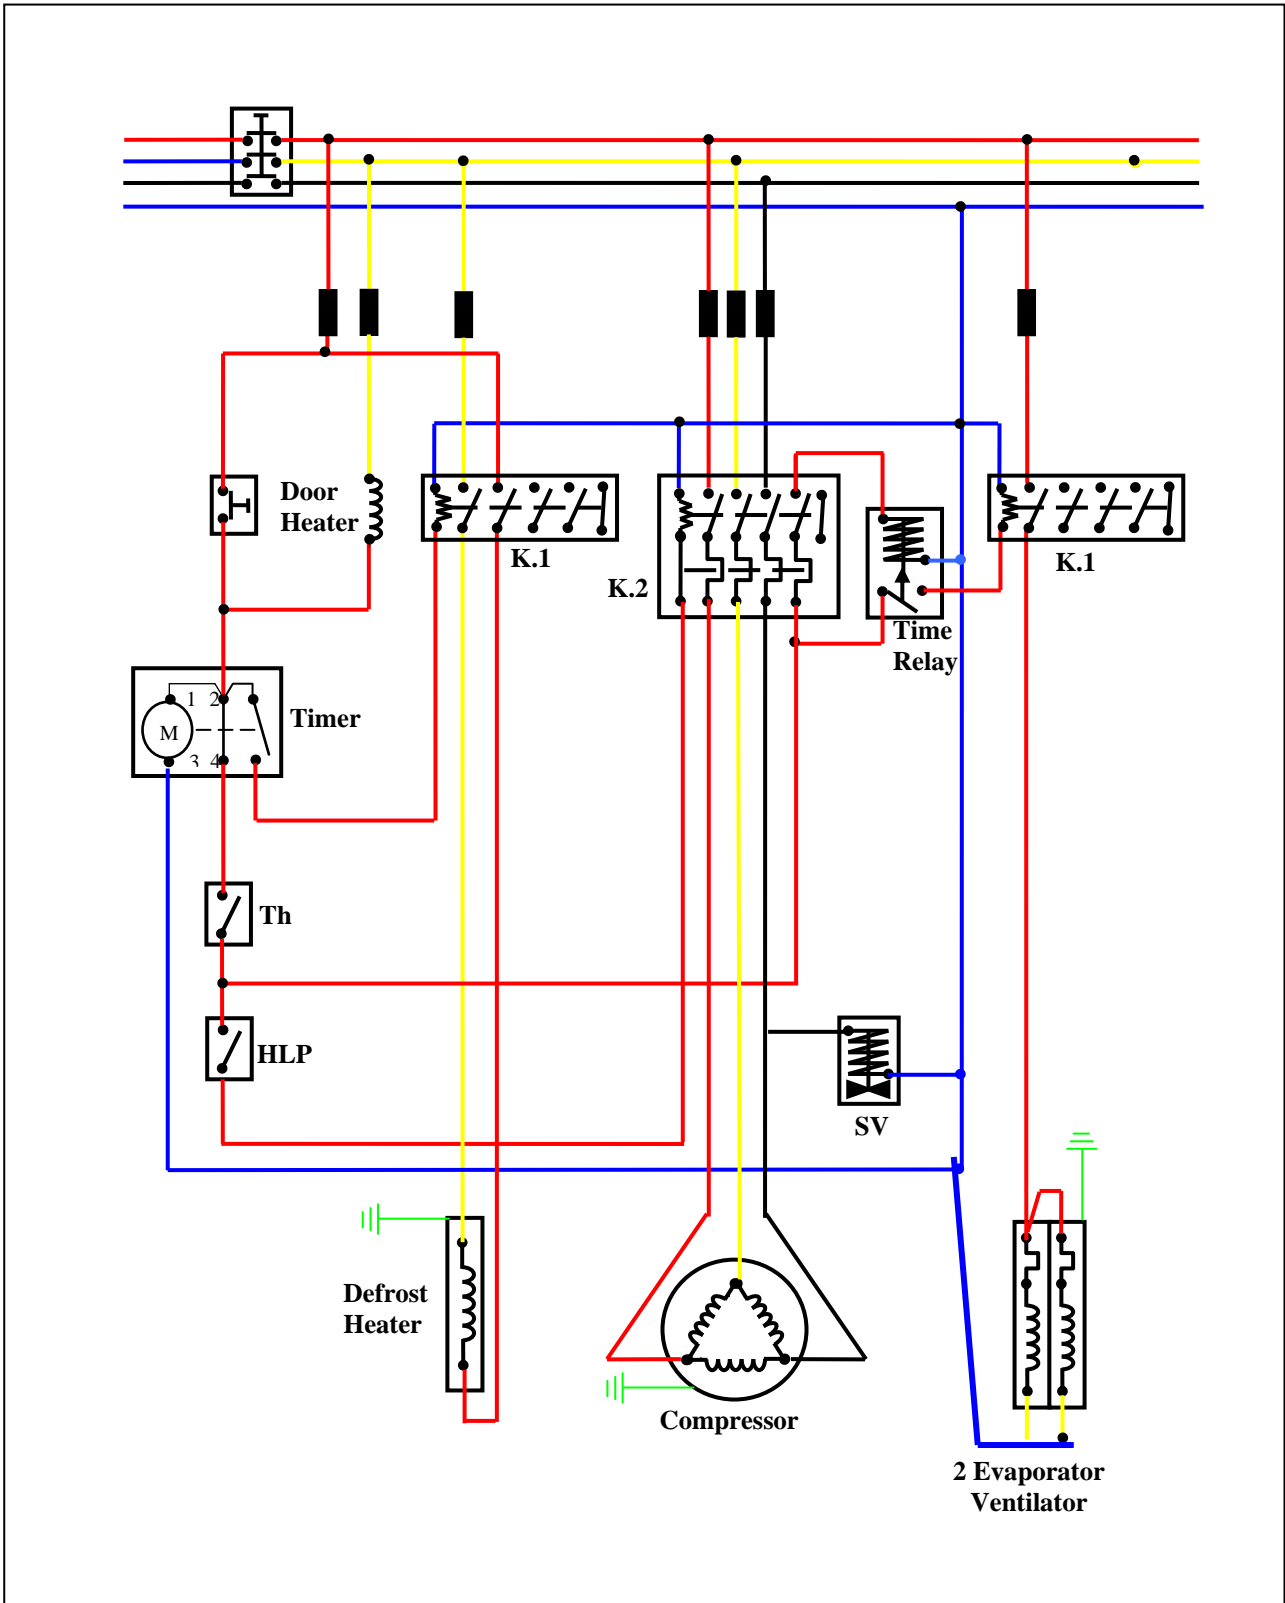 Door
Heater
K.1
K.2
K.1
Time
Relay
1 2
Timer
M
3 4
Th
HLP
SV
Defrost
Heater
Compressor
2 Evaporator
Ventilator